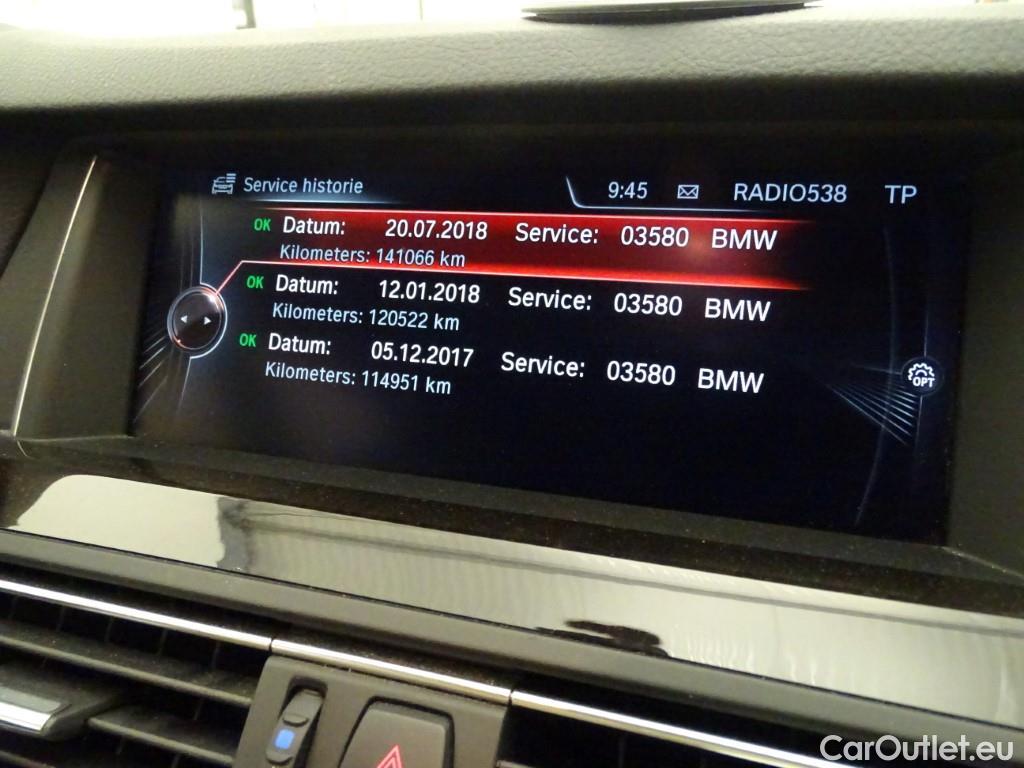 Service historie 9:45 RADIO538 TP
OK Datum: 20.07.2018 Service: 03580 BMW
Kilometers: 141066 km
OK Datum: 12.01.2018 Service: 03580 BMW
Kilometers: 120522 km
OK Datum: 05.12.2017 Service: 03580 BMW
Kilometers: 114951 km
OPT
CarOutlet.eu